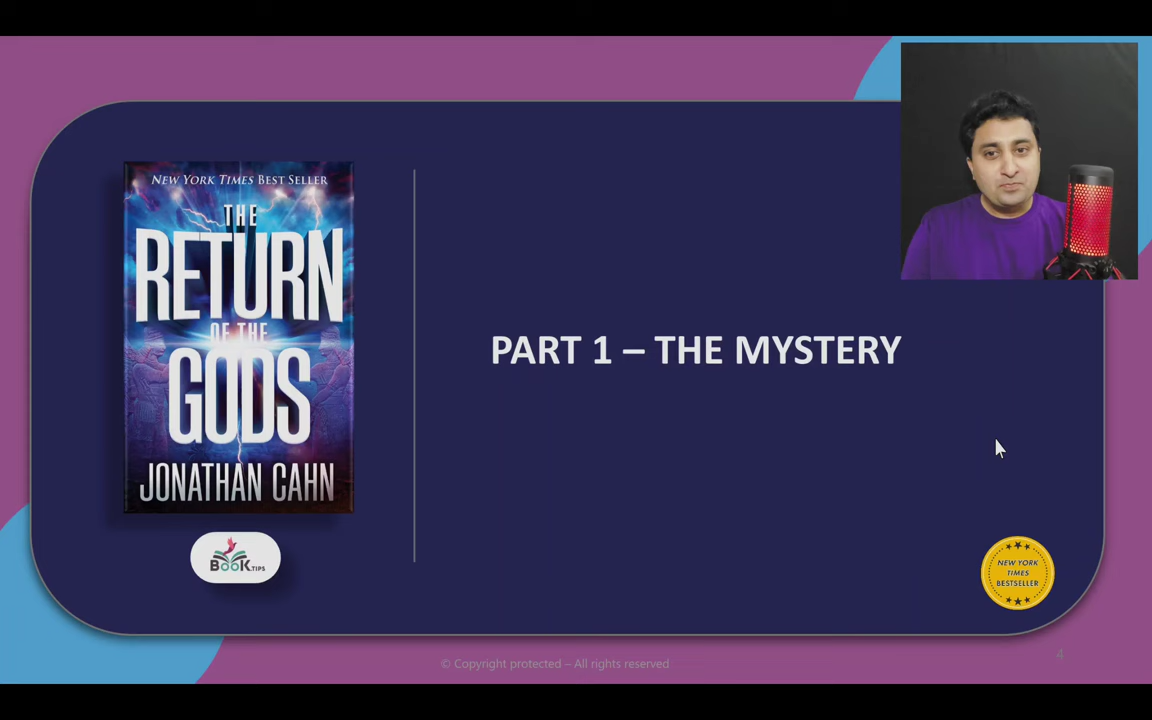 NEW YORK TIMES BEST SELLER
THE
RETURN
OF THE
GODS
JONATHAN CAHN
BOOK.TIPS
PART 1 – THE MYSTERY
NEW YORK
TIMES
BESTSELLER
© Copyright protected – All rights reserved
4